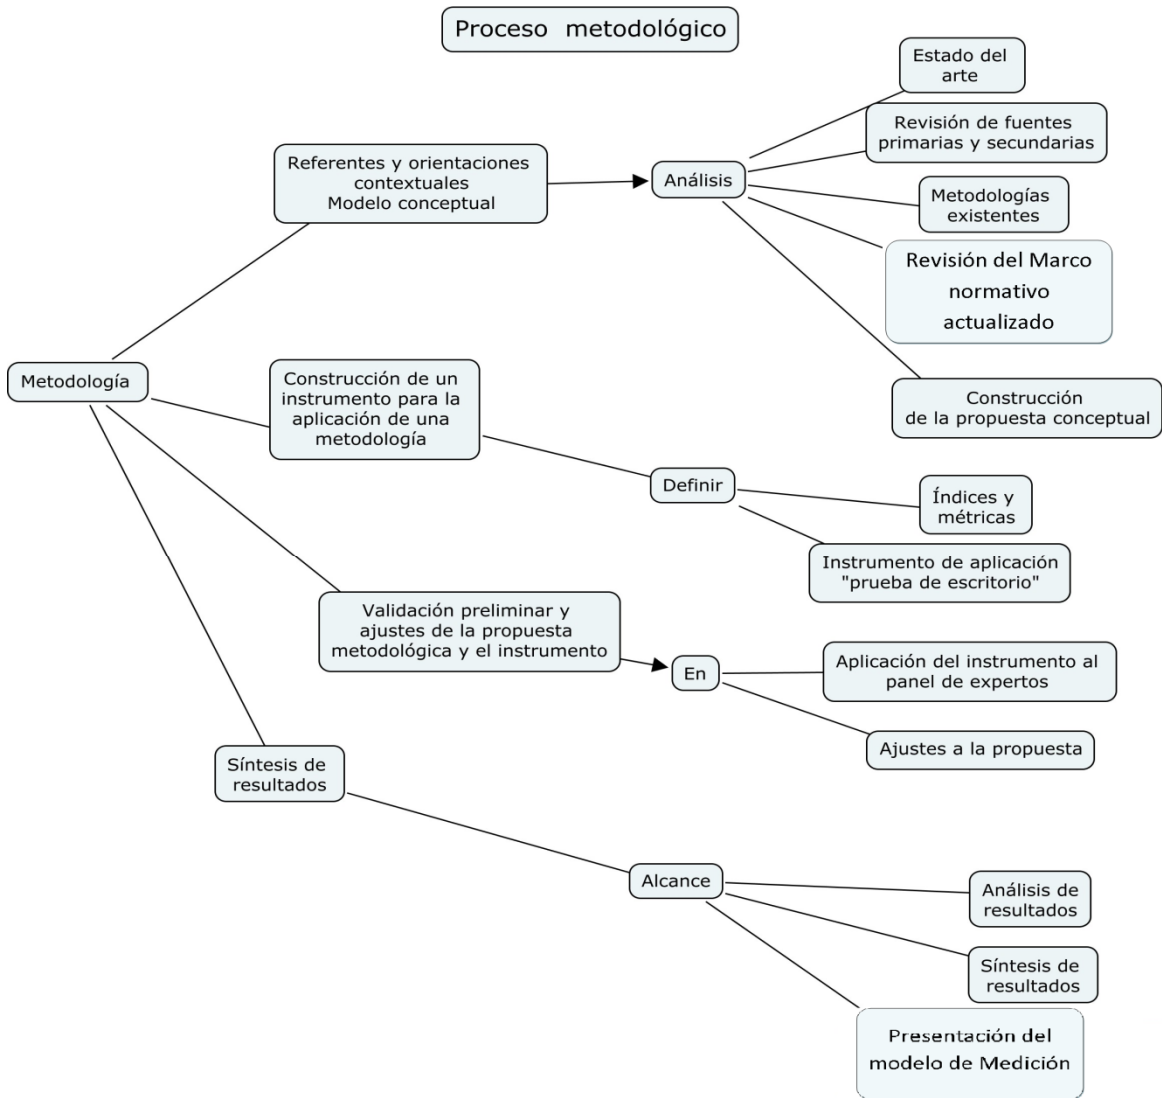 Proceso metodológico
Estado del
arte
Revisión de fuentes
primarias y secundarias
Referentes y orientaciones
contextuales
Modelo conceptual
Análisis
Metodologías
existentes
Revisión del Marco
normativo
actualizado
Metodología
Construcción de un
instrumento para la
aplicación de una
metodología
Construcción
de la propuesta conceptual
Definir
Índices y
métricas
Instrumento de aplicación
"prueba de escritorio"
Validación preliminar y
ajustes de la propuesta
metodológica y el instrumento
En
Aplicación del instrumento al
panel de expertos
Ajustes a la propuesta
Síntesis de
resultados
Alcance
Análisis de
resultados
Síntesis de
resultados
Presentación del
modelo de Medición